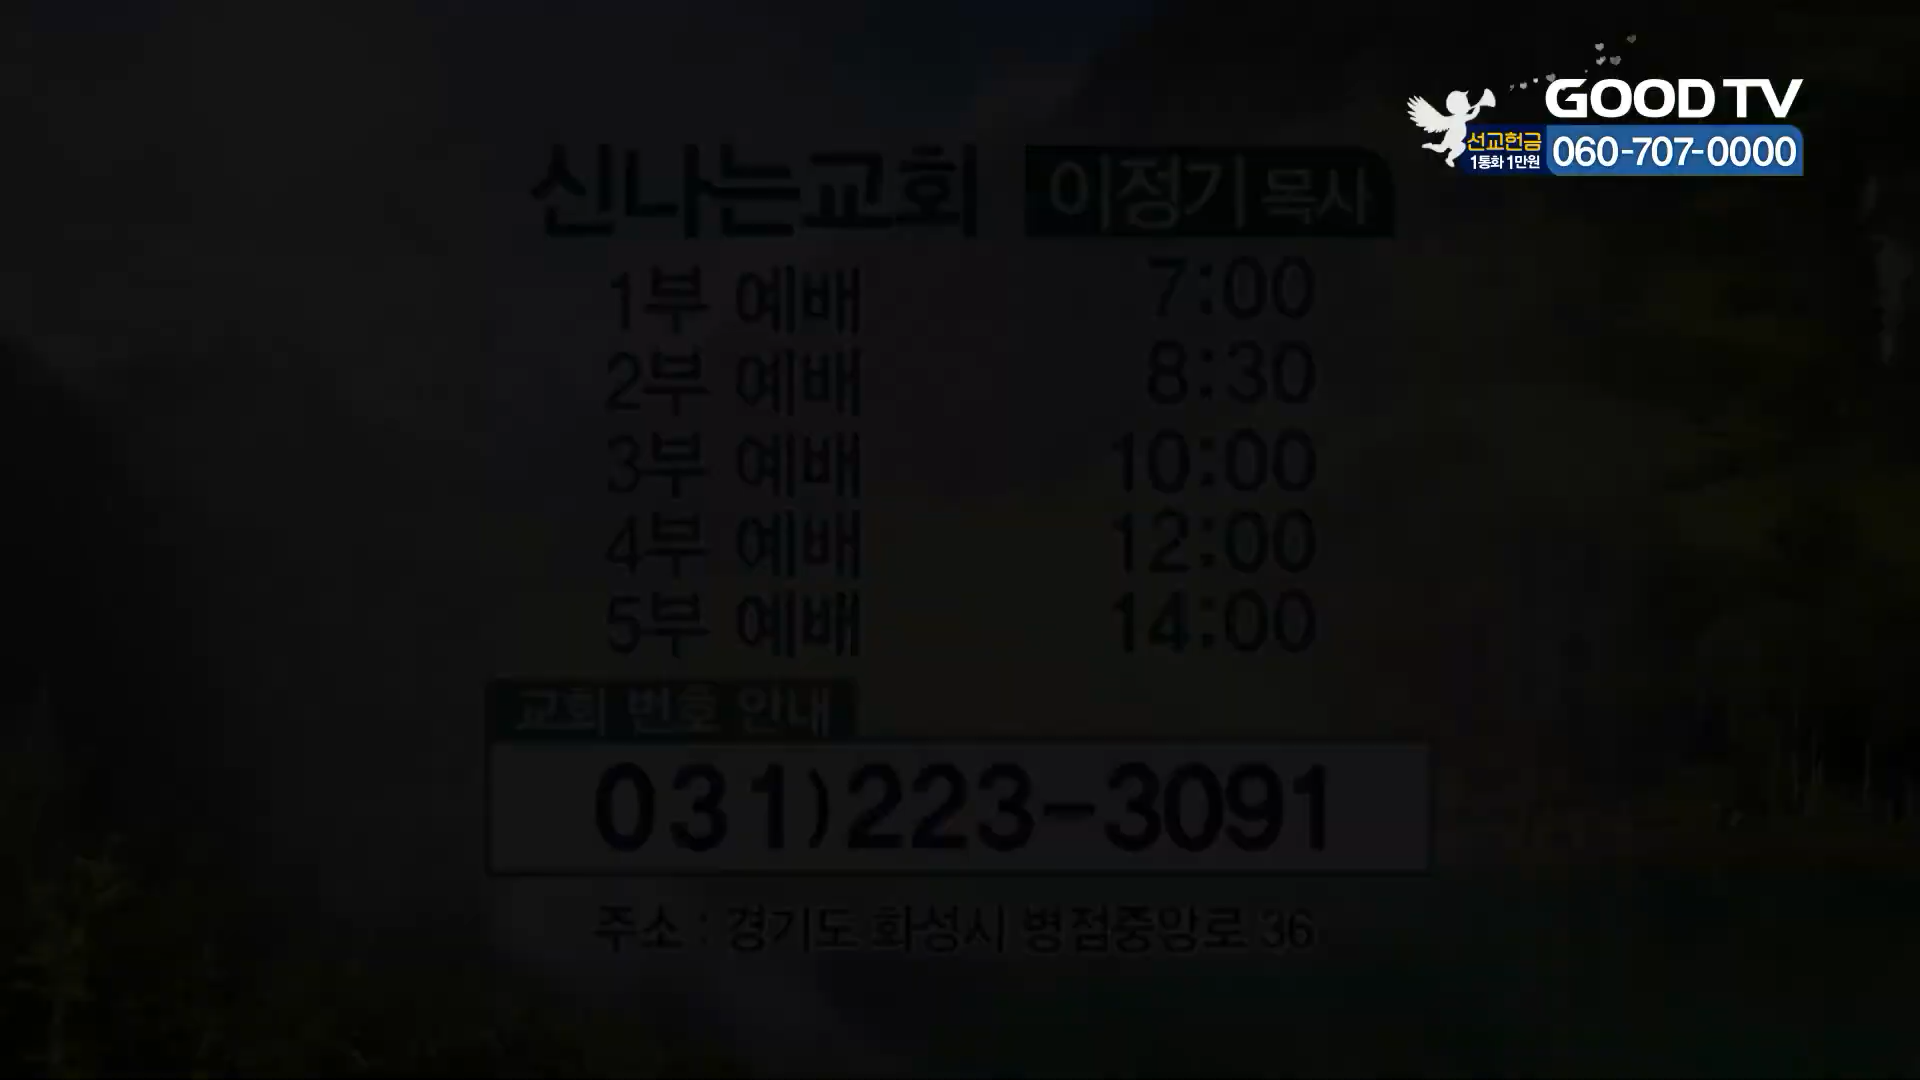 GOOD TV
선교헌금
1통화 1만원
060-707-0000
신나는교회 이정기 목사
1부 예배 7:00
2부 예배 8:30
3부 예배 10:00
4부 예배 12:00
5부 예배 14:00
교회 번호 안내
031)223-3091
주소 : 경기도 화성시 병점중앙로 36